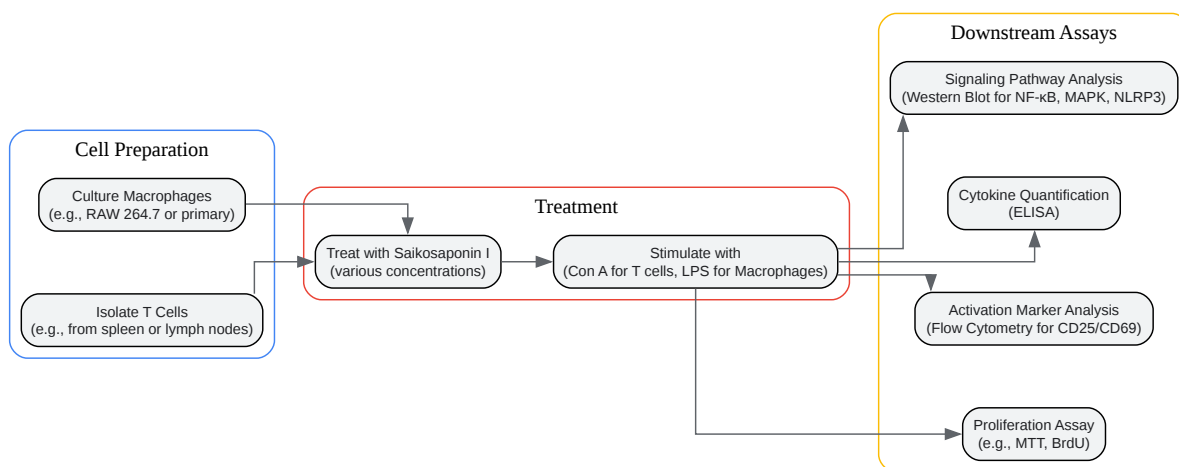 Cell Preparation
Culture Macrophages
(e.g., RAW 264.7 or primary)
Isolate T Cells
(e.g., from spleen or lymph nodes)
Treatment
Treat with Saikosaponin I
(various concentrations)
Stimulate with
(Con A for T cells, LPS for Macrophages)
Downstream Assays
Signaling Pathway Analysis
(Western Blot for NF-κB, MAPK, NLRP3)
Cytokine Quantification
(ELISA)
Activation Marker Analysis
(Flow Cytometry for CD25/CD69)
Proliferation Assay
(e.g., MTT, BrdU)